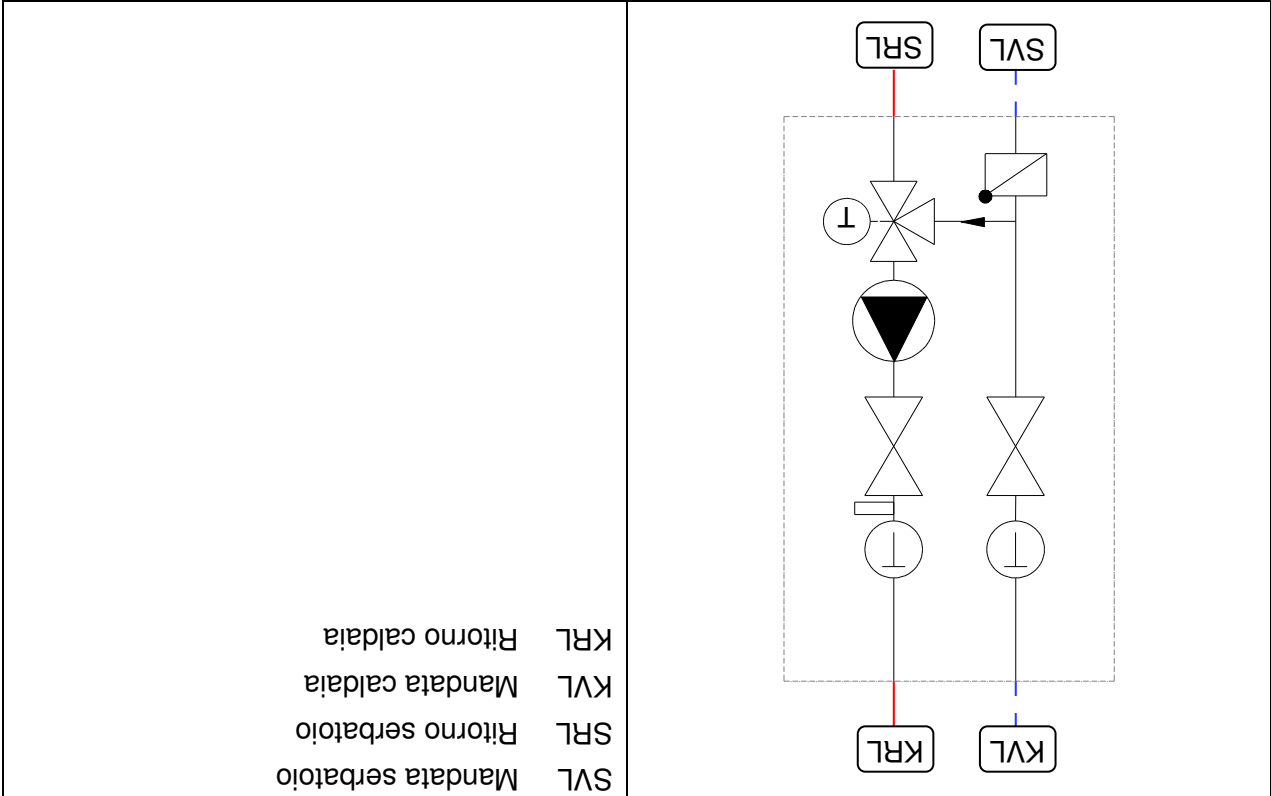 KVL KRL
T T
T
SVL SRL
SVL Mandata serbatoio
SRL Ritorno serbatoio
KVL Mandata caldaia
KRL Ritorno caldaia